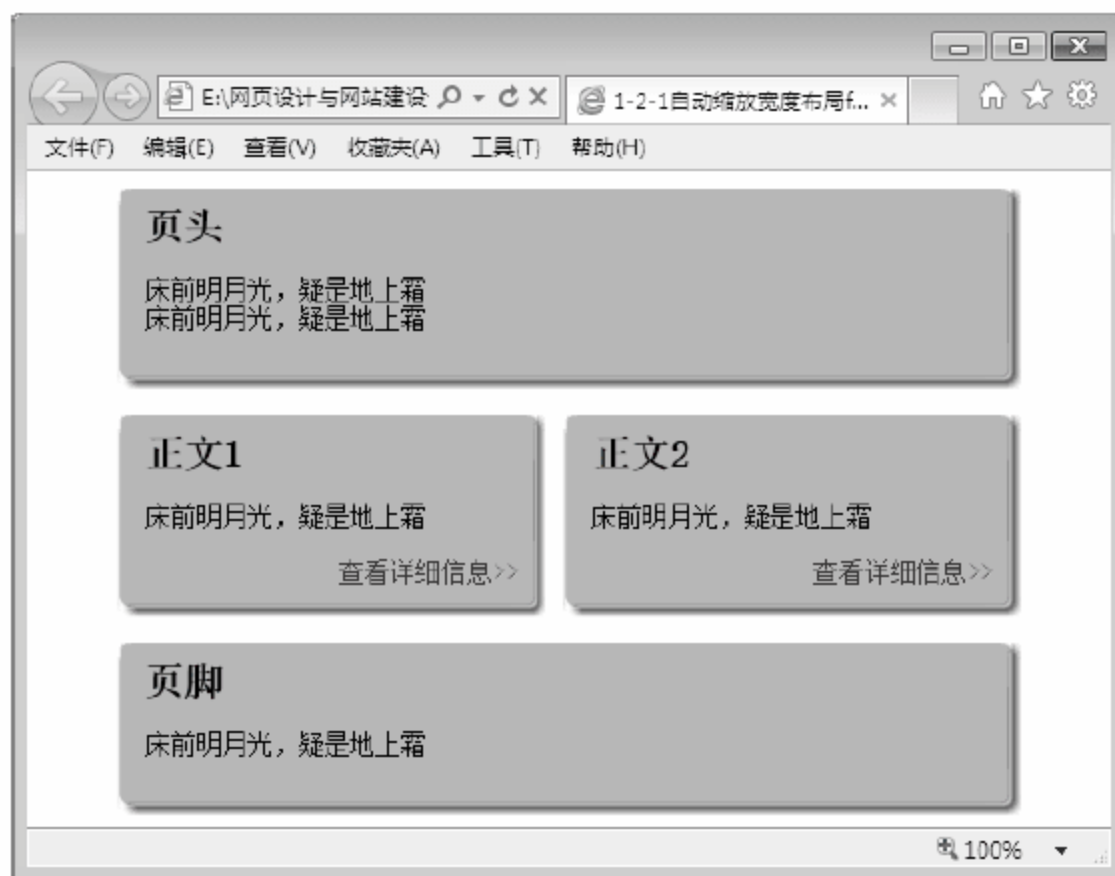 E:\网页设计与网站建设
1-2-1自动缩放宽度布局f...
文件(F) 编辑(E) 查看(V) 收藏夹(A) 工具(T) 帮助(H)
页头
床前明月光，疑是地上霜
床前明月光，疑是地上霜
正文1
床前明月光，疑是地上霜
查看详细信息>>
正文2
床前明月光，疑是地上霜
查看详细信息>>
页脚
床前明月光，疑是地上霜
100%